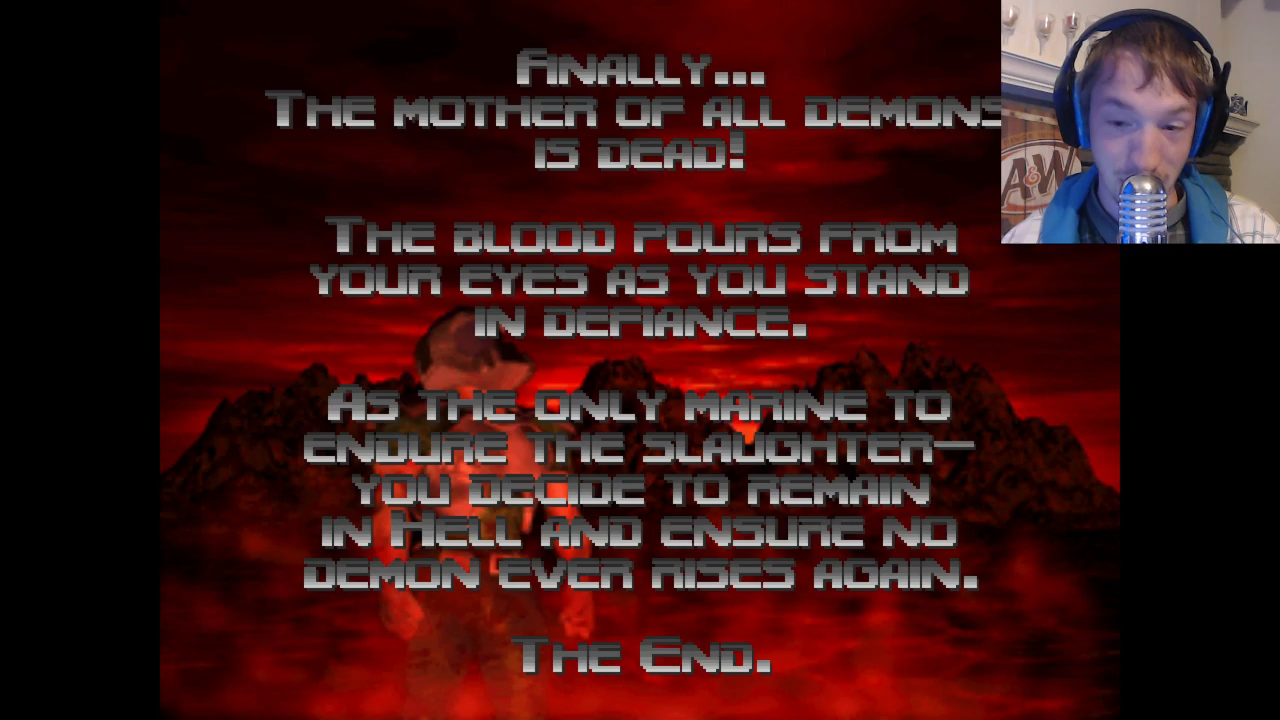 Finally...
The mother of all demons
is dead!
The blood pours from
your eyes as you stand
in defiance.
As the only marine to
endure the slaughter—
you decide to remain
in Hell and ensure no
demon ever rises again.
The End.
A&W